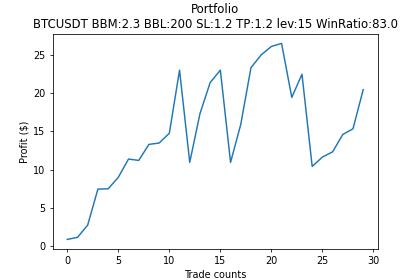 Portfolio
BTCUSDT BBM:2.3 BBL:200 SL:1.2 TP:1.2 lev:15 WinRatio:83.0
Profit ($)
25
20
15
10
5
0
0 5 10 15 20 25 30
Trade counts